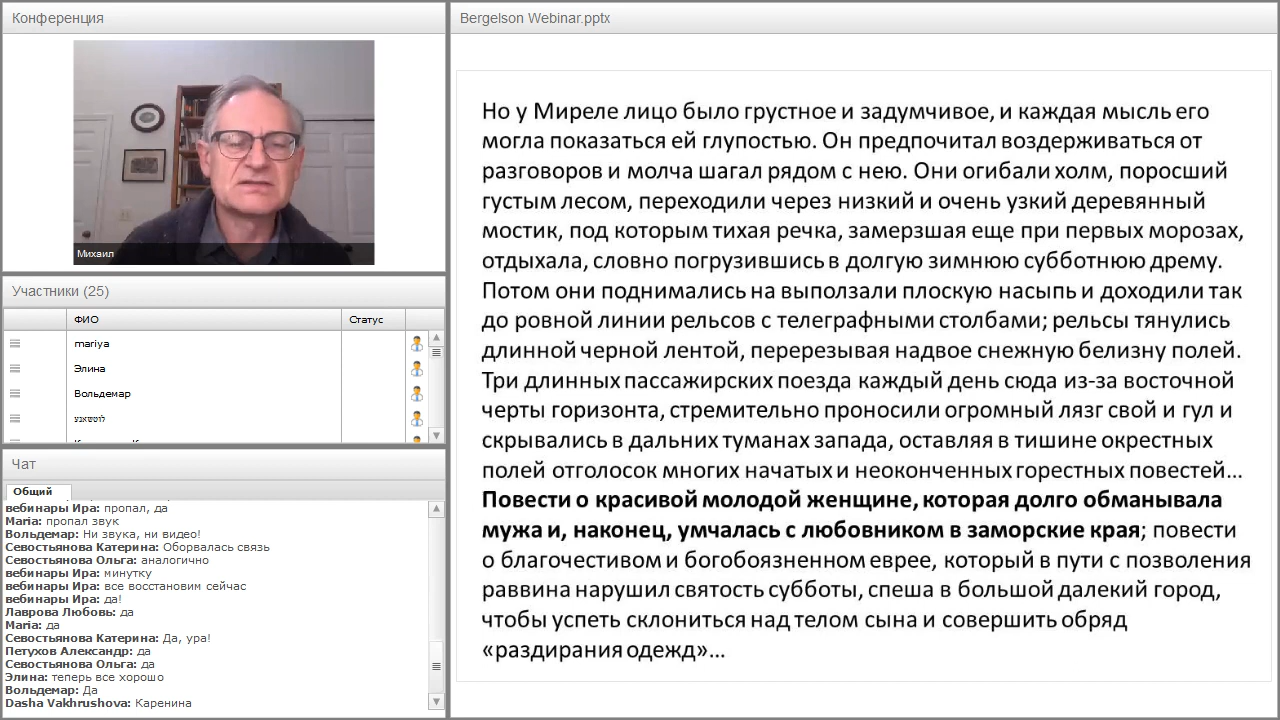 Конференция
Михаил
Участники (25)
ФИО
Статус
mariya
Элина
Вольдемар
Чат
Общий
вебинары Ира: пропал, да
Maria: пропал звук
Вольдемар: Ни звука, ни видео!
Севостьянова Катерина: Оборвалась связь
Севостьянова Ольга: аналогично
вебинары Ира: минутку
вебинары Ира: все восстановим сейчас
вебинары Ира: да!
Лаврова Любовь: да
Maria: да
Севостьянова Катерина: Да, ура!
Петухов Александр: да
Севостьянова Ольга: да
Элина: теперь все хорошо
Вольдемар: Да
Dasha Vakhrushova: Каренина
Bergelson Webinar.pptx
Но у Миреле лицо было грустное и задумчивое, и каждая мысль его
могла показаться ей глупостью. Он предпочитал воздерживаться от
разговоров и молча шагал рядом с нею. Они огибали холм, поросший
густым лесом, переходили через низкий и очень узкий деревянный
мостик, под которым тихая речка, замерзшая еще при первых морозах,
отдыхала, словно погрузившись в долгую зимнюю субботнюю дрему.
Потом они поднимались на выползали плоскую насыпь и доходили так
до ровной линии рельсов с телеграфными столбами; рельсы тянулись
длинной черной лентой, перерезывая надвое снежную белизну полей.
Три длинных пассажирских поезда каждый день сюда из-за восточной
черты горизонта, стремительно проносили огромный лязг свой и гул и
скрывались в дальних туманах запада, оставляя в тишине окрестных
полей отголосок многих начатых и неоконченных горестных повестей…
Повести о красивой молодой женщине, которая долго обманывала
мужа и, наконец, умчалась с любовником в заморские края; повести
о благочестивом и богобоязненном еврее, который в пути с позволения
раввина нарушил святость субботы, спеша в большой далекий город,
чтобы успеть склониться над телом сына и совершить обряд
«раздирания одежд»…